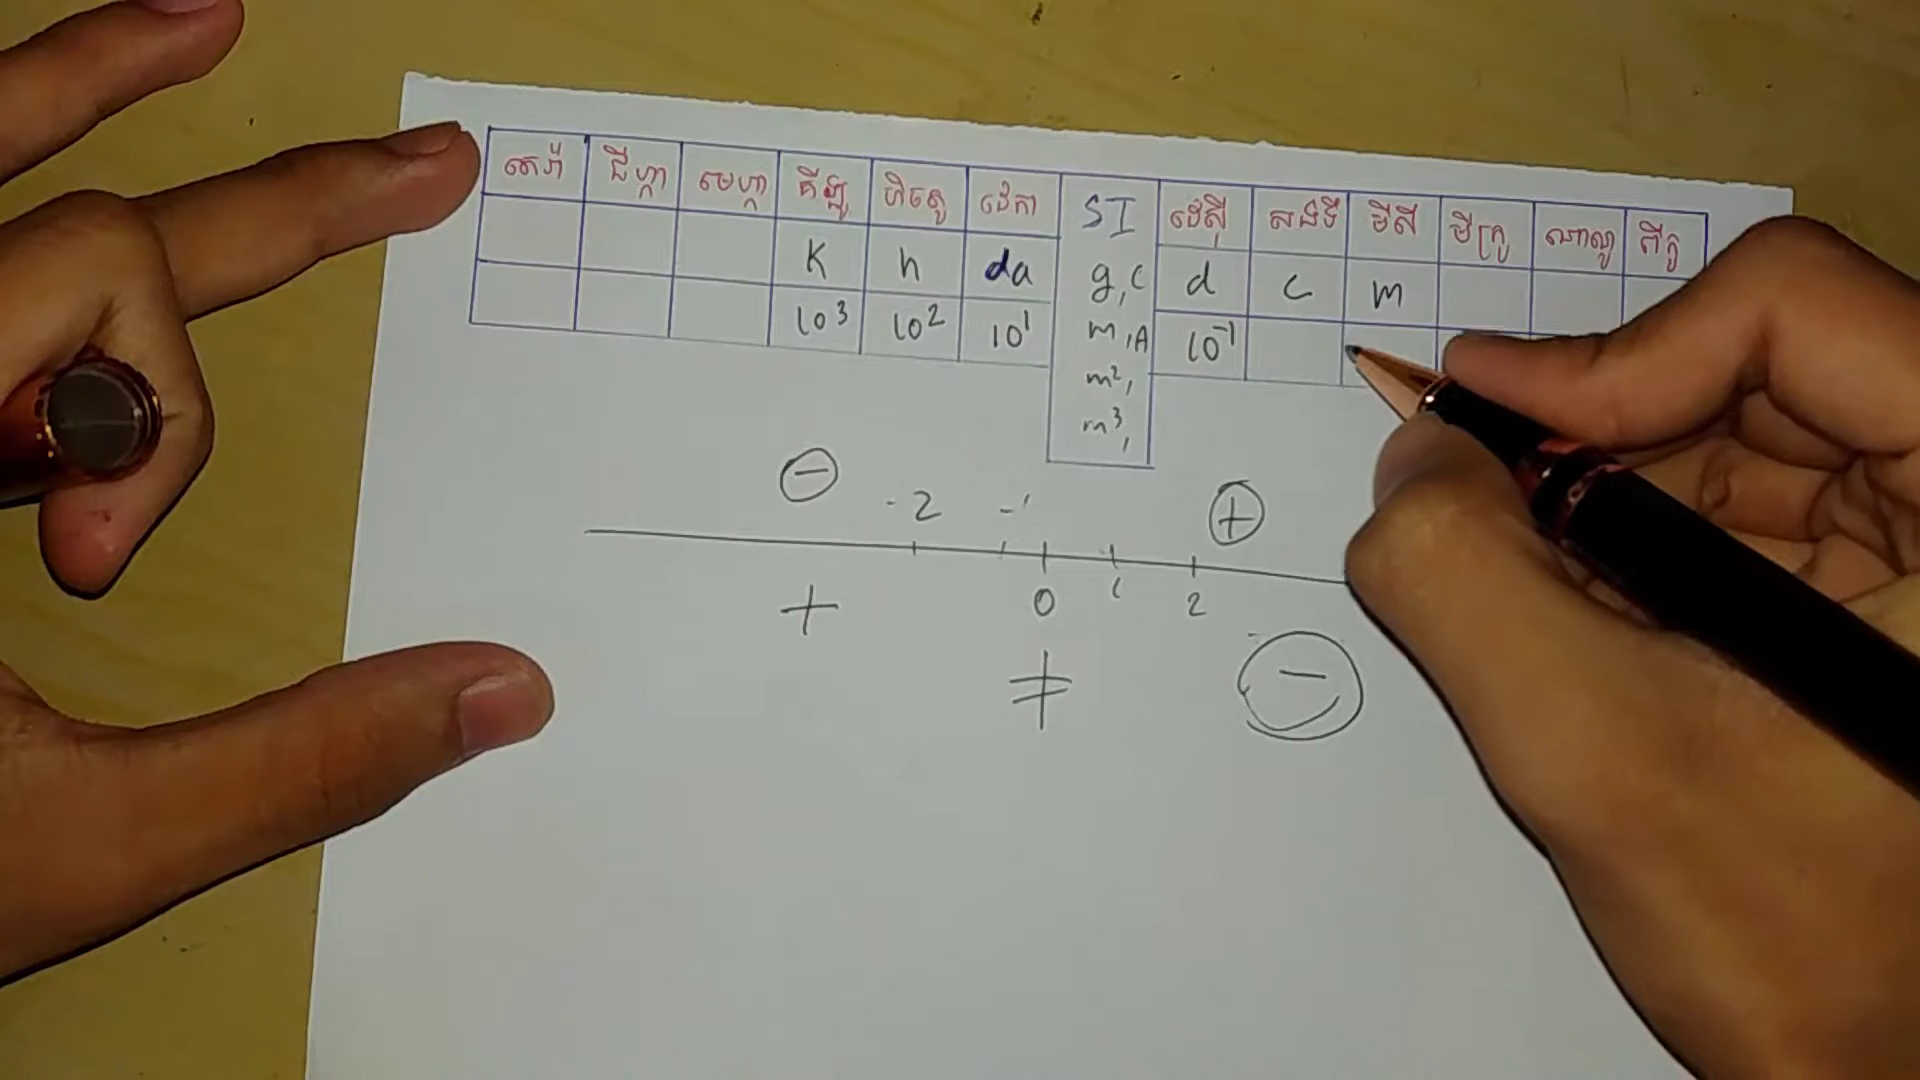 តេរ៉ា ជីហ្គា មេហ្គា គីឡូ ហិចតូ ដេកា SI ដេស៊ី សង់ទី មីលី មីក្រូ ណាណូ ពីកូ
K h da g,C d c m
10³ 10² 10¹ m,A 10⁻¹
m²,
m³,
⊖ -2 -1 ⊕
+ 0 1 2
≠ ⊖